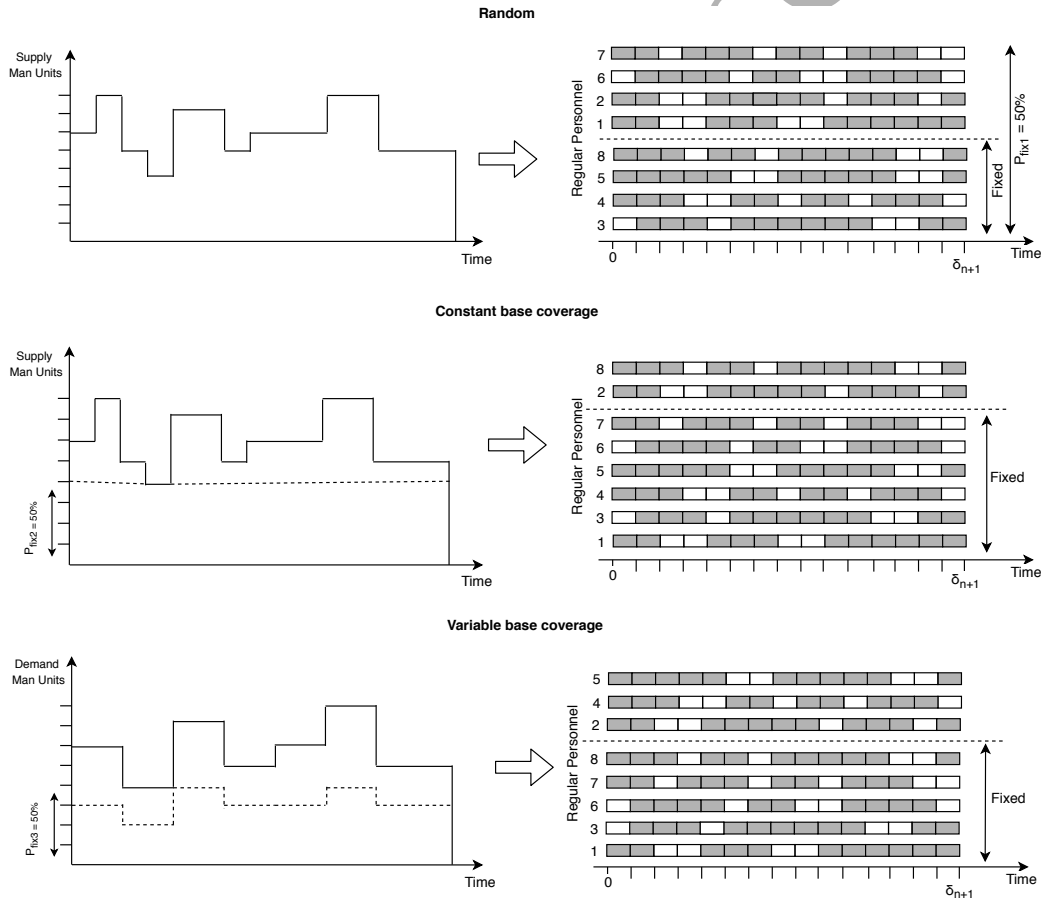 Random
Supply
Man Units
Time
Regular Personnel
7
6
2
1
8
5
4
3
Fixed
P_fix1 = 50%
0
δ_n+1
Time
Constant base coverage
Supply
Man Units
P_fix2 = 50%
Time
Regular Personnel
8
2
7
6
5
4
3
1
Fixed
0
δ_n+1
Time
Variable base coverage
Demand
Man Units
P_fix3 = 50%
Time
Regular Personnel
5
4
2
8
7
6
3
1
Fixed
0
δ_n+1
Time